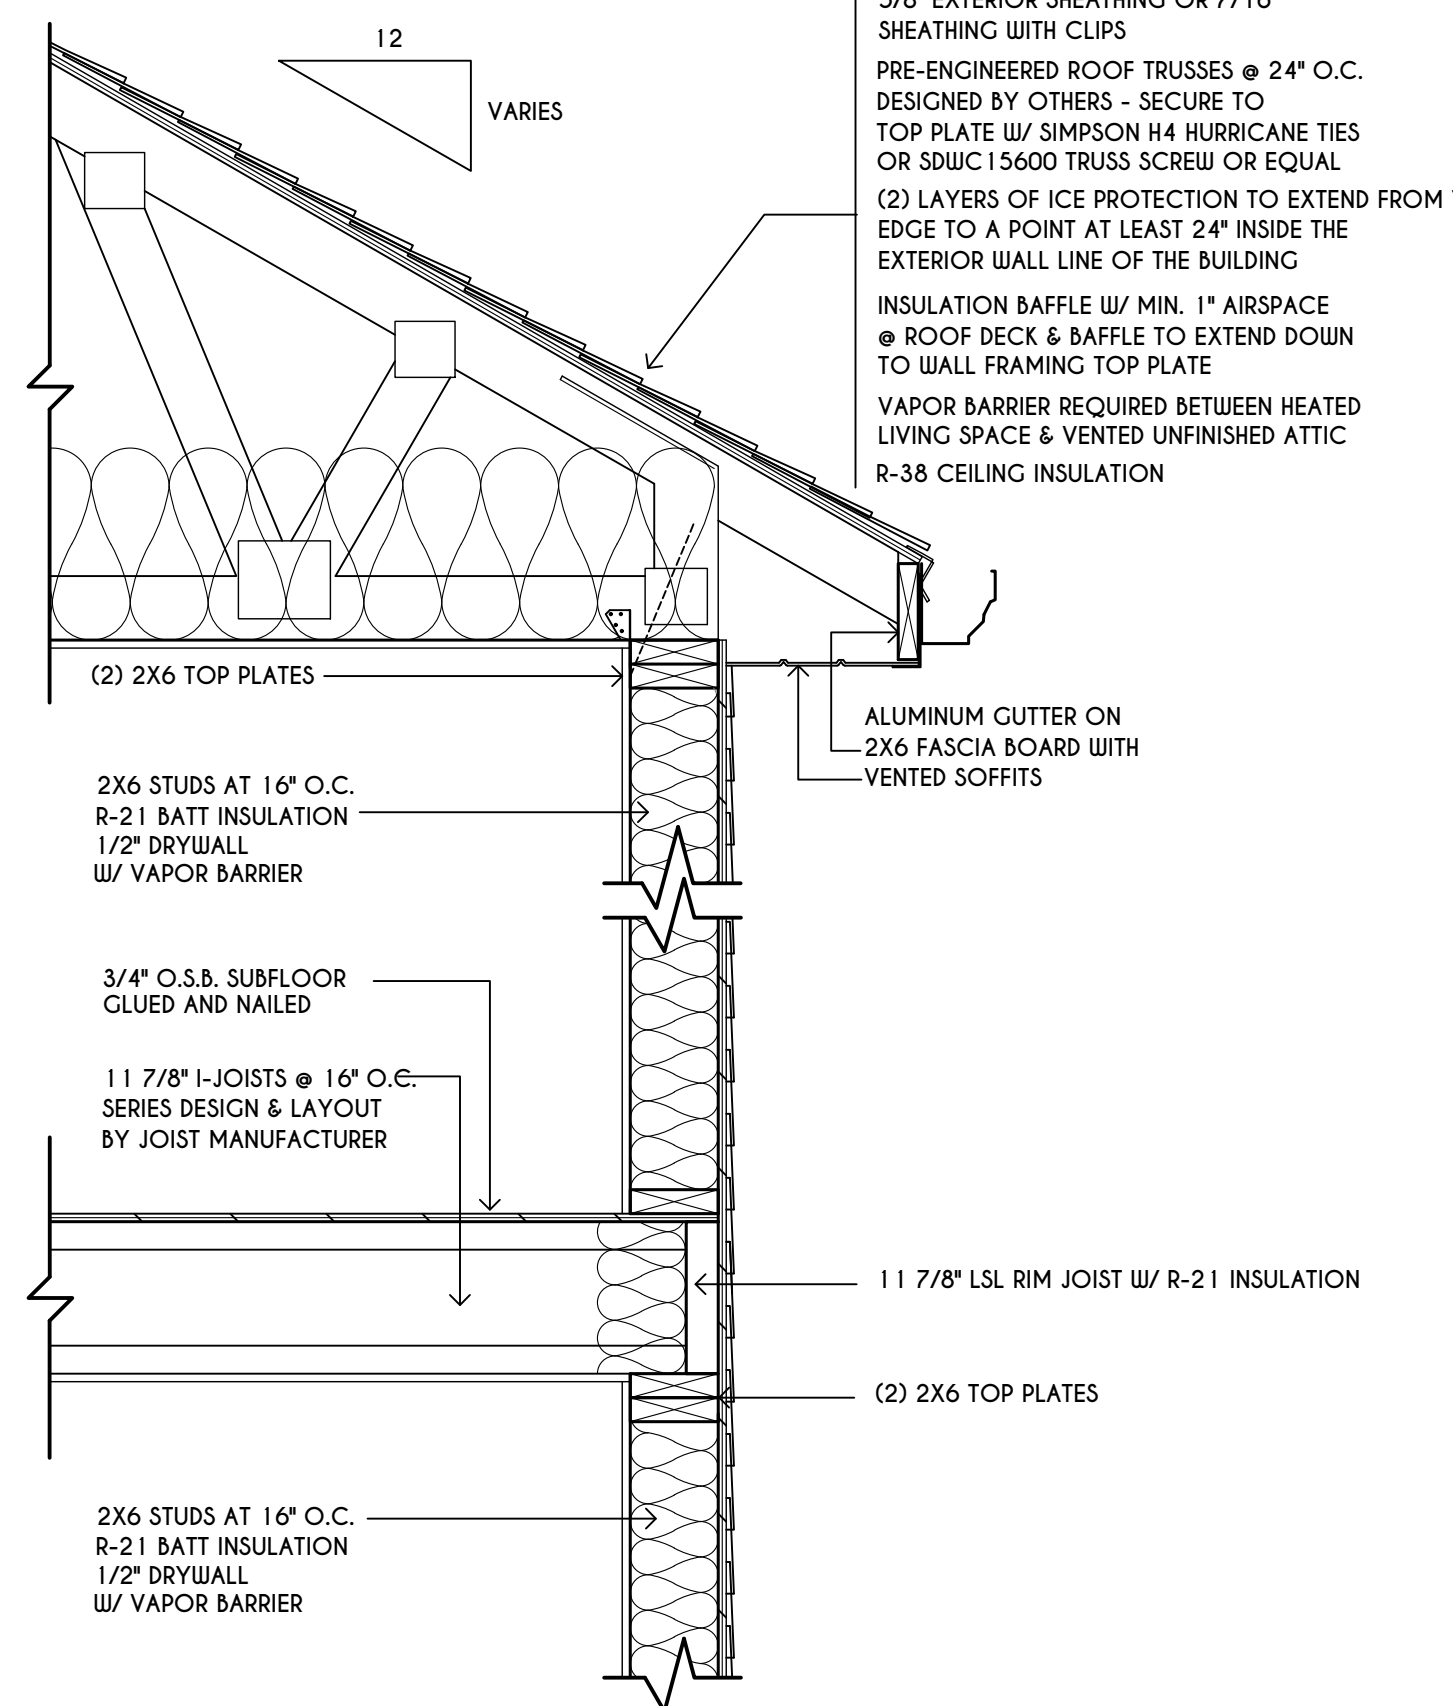 12
VARIES
5/8" EXTERIOR SHEATHING OR 7/16"
SHEATHING WITH CLIPS
PRE-ENGINEERED ROOF TRUSSES @ 24" O.C.
DESIGNED BY OTHERS - SECURE TO
TOP PLATE W/ SIMPSON H4 HURRICANE TIES
OR SDWC15600 TRUSS SCREW OR EQUAL
(2) LAYERS OF ICE PROTECTION TO EXTEND FROM
EDGE TO A POINT AT LEAST 24" INSIDE THE
EXTERIOR WALL LINE OF THE BUILDING
INSULATION BAFFLE W/ MIN. 1" AIRSPACE
@ ROOF DECK & BAFFLE TO EXTEND DOWN
TO WALL FRAMING TOP PLATE
VAPOR BARRIER REQUIRED BETWEEN HEATED
LIVING SPACE & VENTED UNFINISHED ATTIC
R-38 CEILING INSULATION
(2) 2X6 TOP PLATES
ALUMINUM GUTTER ON
2X6 FASCIA BOARD WITH
VENTED SOFFITS
2X6 STUDS AT 16" O.C.
R-21 BATT INSULATION
1/2" DRYWALL
W/ VAPOR BARRIER
3/4" O.S.B. SUBFLOOR
GLUED AND NAILED
11 7/8" I-JOISTS @ 16" O.C.
SERIES DESIGN & LAYOUT
BY JOIST MANUFACTURER
11 7/8" LSL RIM JOIST W/ R-21 INSULATION
(2) 2X6 TOP PLATES
2X6 STUDS AT 16" O.C.
R-21 BATT INSULATION
1/2" DRYWALL
W/ VAPOR BARRIER